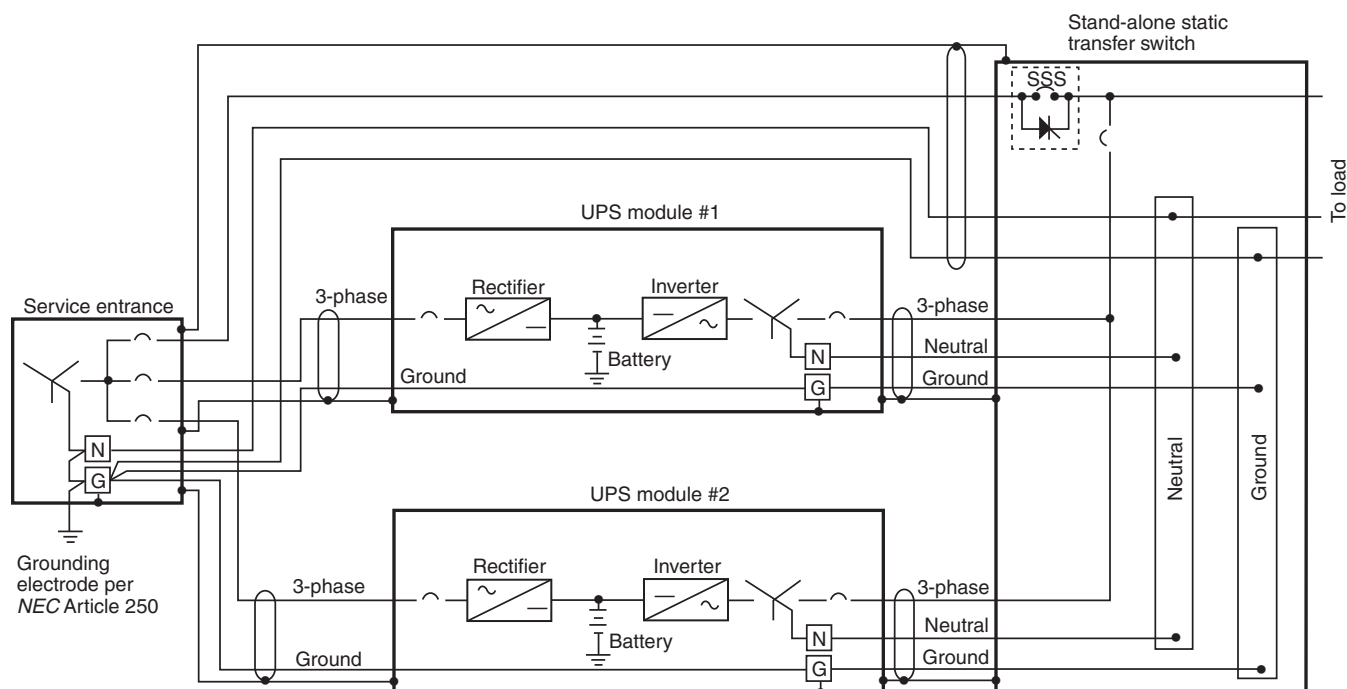 Stand-alone static
transfer switch
SSS
To load
UPS module #1
Service entrance
3-phase
Rectifier
Inverter
3-phase
Battery
N
Neutral
Ground
G
Ground
N
G
Neutral
Ground
Grounding
electrode per
NEC Article 250
UPS module #2
3-phase
Rectifier
Inverter
3-phase
Battery
N
Neutral
Ground
G
Ground